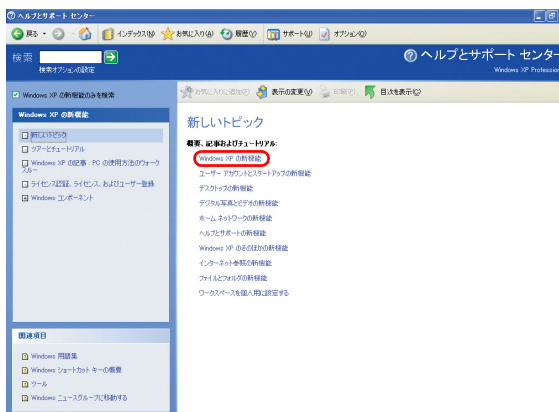 ヘルプとサポート センター
戻る
インデックス(N)
お気に入り(A)
履歴(Y)
サポート(U)
オプション(O)
検索
検索オプションの設定
ヘルプとサポート センター
Windows XP Profession
Windows XP の新機能のみを検索
お気に入りに追加(F)
表示の変更(V)
印刷(P)
目次を表示(C)
Windows XP の新機能
新しいトピック
ツアーとチュートリアル
Windows XP の記事 : PC の使用方法のウォークスルー
ライセンス認証、ライセンス、およびユーザー登録
Windows コンポーネント
新しいトピック
概要、記事およびチュートリアル:
Windows XP の新機能
ユーザー アカウントとスタートアップの新機能
デスクトップの新機能
デジタル写真とビデオの新機能
ホーム ネットワークの新機能
ヘルプとサポートの新機能
Windows XP のそのほかの新機能
インターネット参照の新機能
ファイルとフォルダの新機能
ワークスペースを個人用に設定する
関連項目
Windows 用語集
Windows ショートカット キーの概要
ツール
Windows ニュースグループに移動する